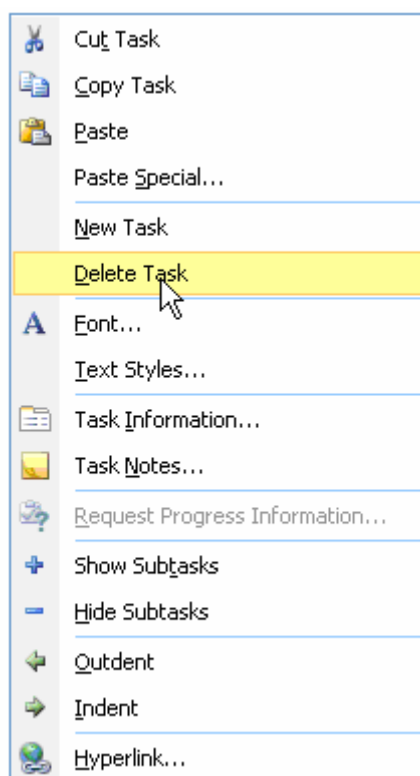 Cut Task
Copy Task
Paste
Paste Special...
New Task
Delete Task
Font...
Text Styles...
Task Information...
Task Notes...
Request Progress Information...
Show Subtasks
Hide Subtasks
Outdent
Indent
Hyperlink...